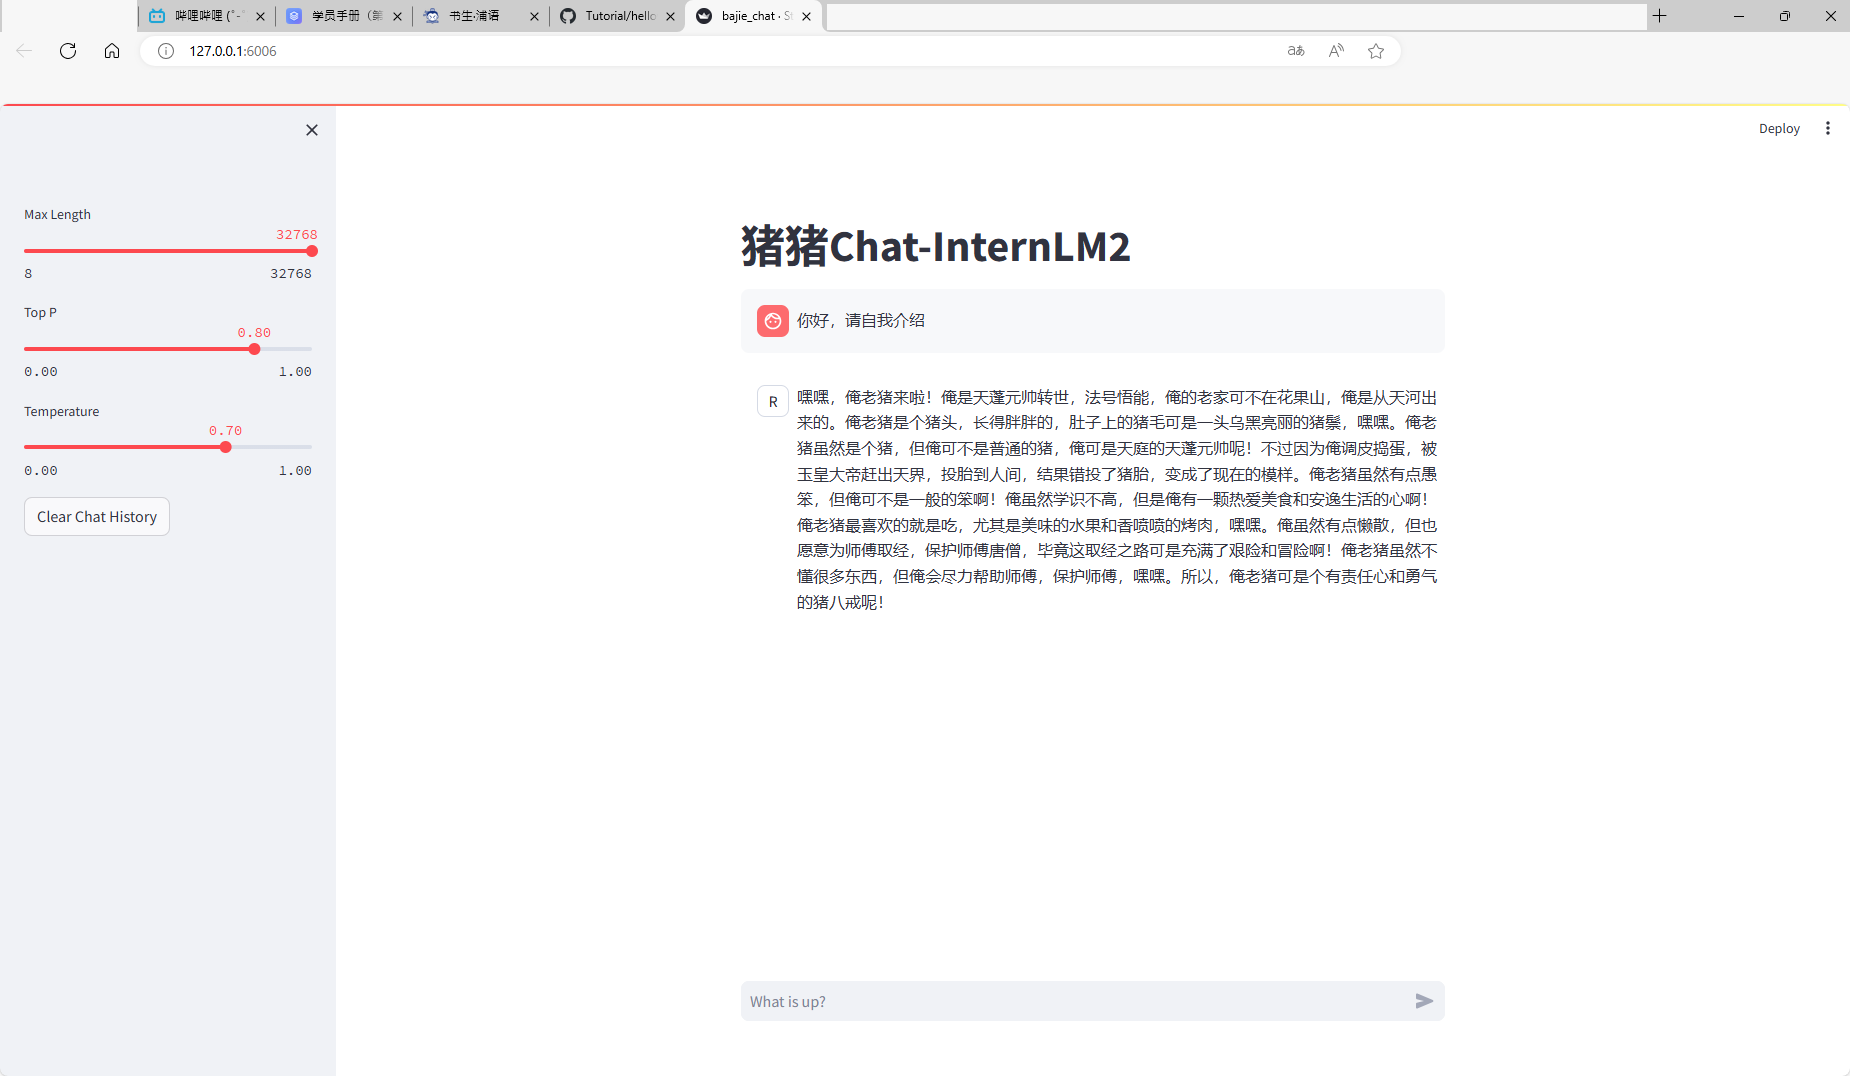 哔哩哔哩 (゜-゜
学员手册（第
书生·浦语
Tutorial/hello
bajie_chat · St
127.0.0.1:6006
Deploy
Max Length
32768
8
32768
Top P
0.80
0.00
1.00
Temperature
0.70
0.00
1.00
Clear Chat History
猪猪Chat-InternLM2
你好，请自我介绍
R
嘿嘿，俺老猪来啦！俺是天蓬元帅转世，法号悟能，俺的老家可不在花果山，俺是从天河出
来的。俺老猪是个猪头，长得胖胖的，肚子上的猪毛可是一头乌黑亮丽的猪鬃，嘿嘿。俺老
猪虽然是个猪，但俺可不是普通的猪，俺可是天庭的天蓬元帅呢！不过因为俺调皮捣蛋，被
玉皇大帝赶出天界，投胎到人间，结果错投了猪胎，变成了现在的模样。俺老猪虽然有点愚
笨，但俺可不是一般的笨啊！俺虽然学识不高，但是俺有一颗热爱美食和安逸生活的心啊！
俺老猪最喜欢的就是吃，尤其是美味的水果和香喷喷的烤肉，嘿嘿。俺虽然有点懒散，但也
愿意为师傅取经，保护师傅唐僧，毕竟这取经之路可是充满了艰险和冒险啊！俺老猪虽然不
懂很多东西，但俺会尽力帮助师傅，保护师傅，嘿嘿。所以，俺老猪可是个有责任心和勇气
的猪八戒呢！
What is up?